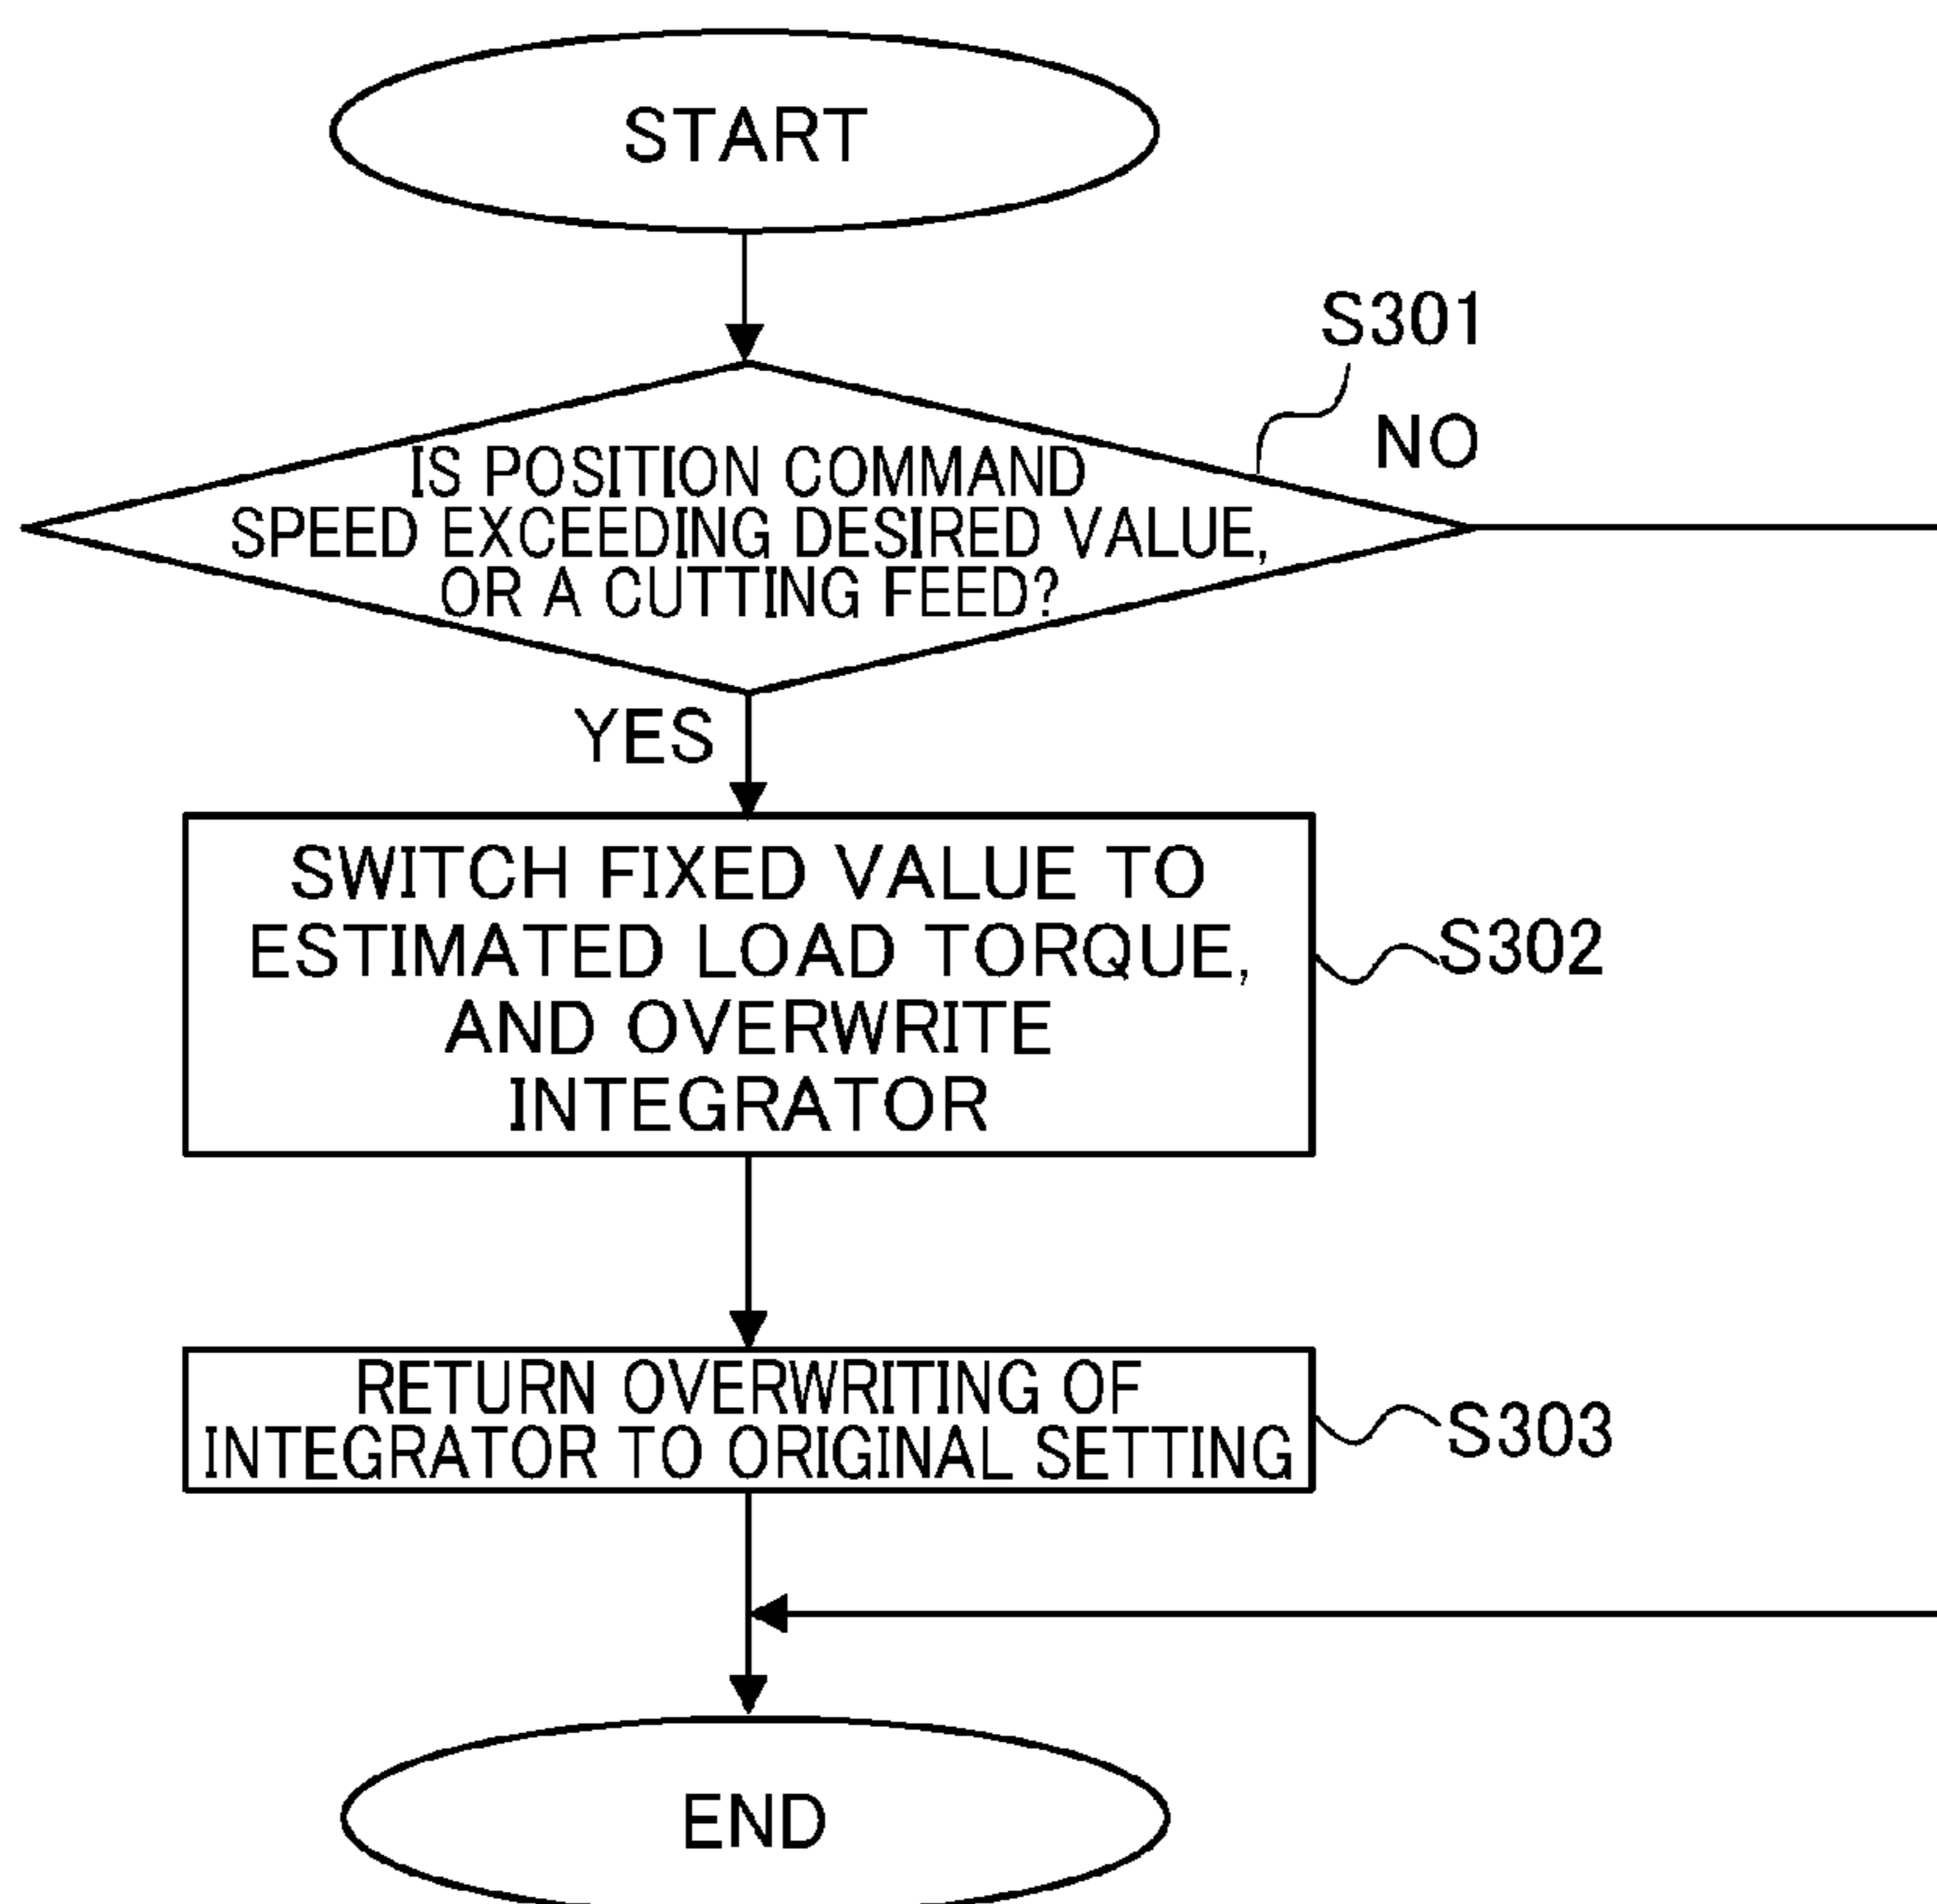 START
S301
NO
IS POSITION COMMAND
SPEED EXCEEDING DESIRED VALUE,
OR A CUTTING FEED?
YES
SWITCH FIXED VALUE TO
ESTIMATED LOAD TORQUE,
AND OVERWRITE
INTEGRATOR
S302
RETURN OVERWRITING OF
INTEGRATOR TO ORIGINAL SETTING
S303
END